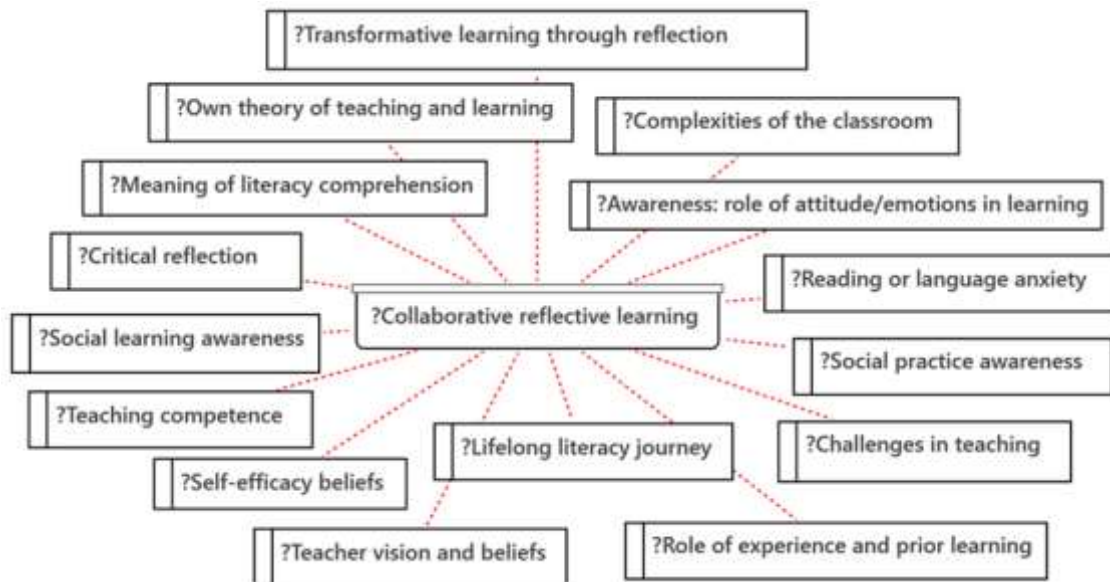 ?Transformative learning through reflection
?Own theory of teaching and learning
?Complexities of the classroom
?Meaning of literacy comprehension
?Awareness: role of attitude/emotions in learning
?Critical reflection
?Reading or language anxiety
?Collaborative reflective learning
?Social learning awareness
?Social practice awareness
?Teaching competence
?Lifelong literacy journey
?Challenges in teaching
?Self-efficacy beliefs
?Teacher vision and beliefs
?Role of experience and prior learning